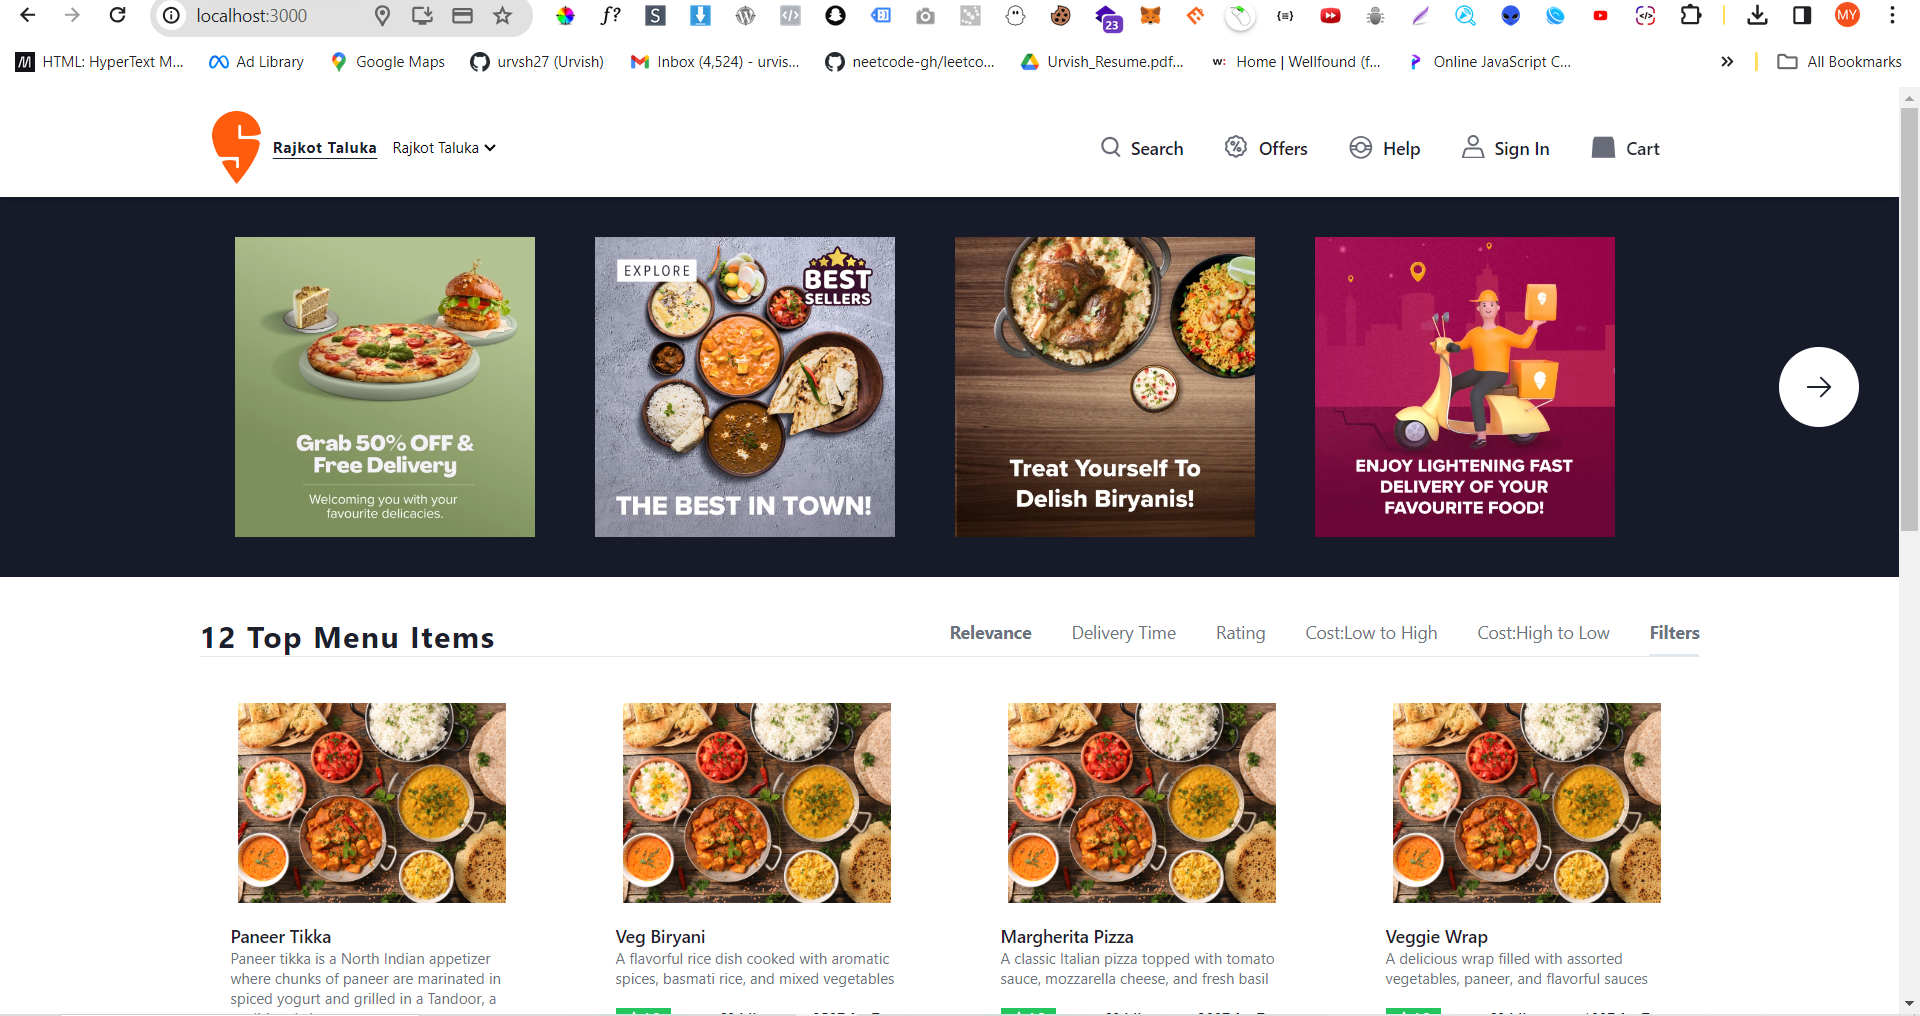 localhost:3000
f?
S
23
MY
HTML: HyperText M...
Ad Library
Google Maps
urvsh27 (Urvish)
Inbox (4,524) - urvis...
neetcode-gh/leetco...
Urvish_Resume.pdf...
w:
Home | Wellfound (f...
Online JavaScript C...
All Bookmarks
Rajkot Taluka
Rajkot Taluka
Search
Offers
Help
Sign In
Cart
Grab 50% OFF &
Free Delivery
Welcoming you with your
favourite delicacies.
EXPLORE
BEST
SELLERS
THE BEST IN TOWN!
Treat Yourself To
Delish Biryanis!
ENJOY LIGHTENING FAST
DELIVERY OF YOUR
FAVOURITE FOOD!
12 Top Menu Items
Relevance
Delivery Time
Rating
Cost:Low to High
Cost:High to Low
Filters
Paneer Tikka
Paneer tikka is a North Indian appetizer
where chunks of paneer are marinated in
spiced yogurt and grilled in a Tandoor, a
Veg Biryani
A flavorful rice dish cooked with aromatic
spices, basmati rice, and mixed vegetables
Margherita Pizza
A classic Italian pizza topped with tomato
sauce, mozzarella cheese, and fresh basil
Veggie Wrap
A delicious wrap filled with assorted
vegetables, paneer, and flavorful sauces